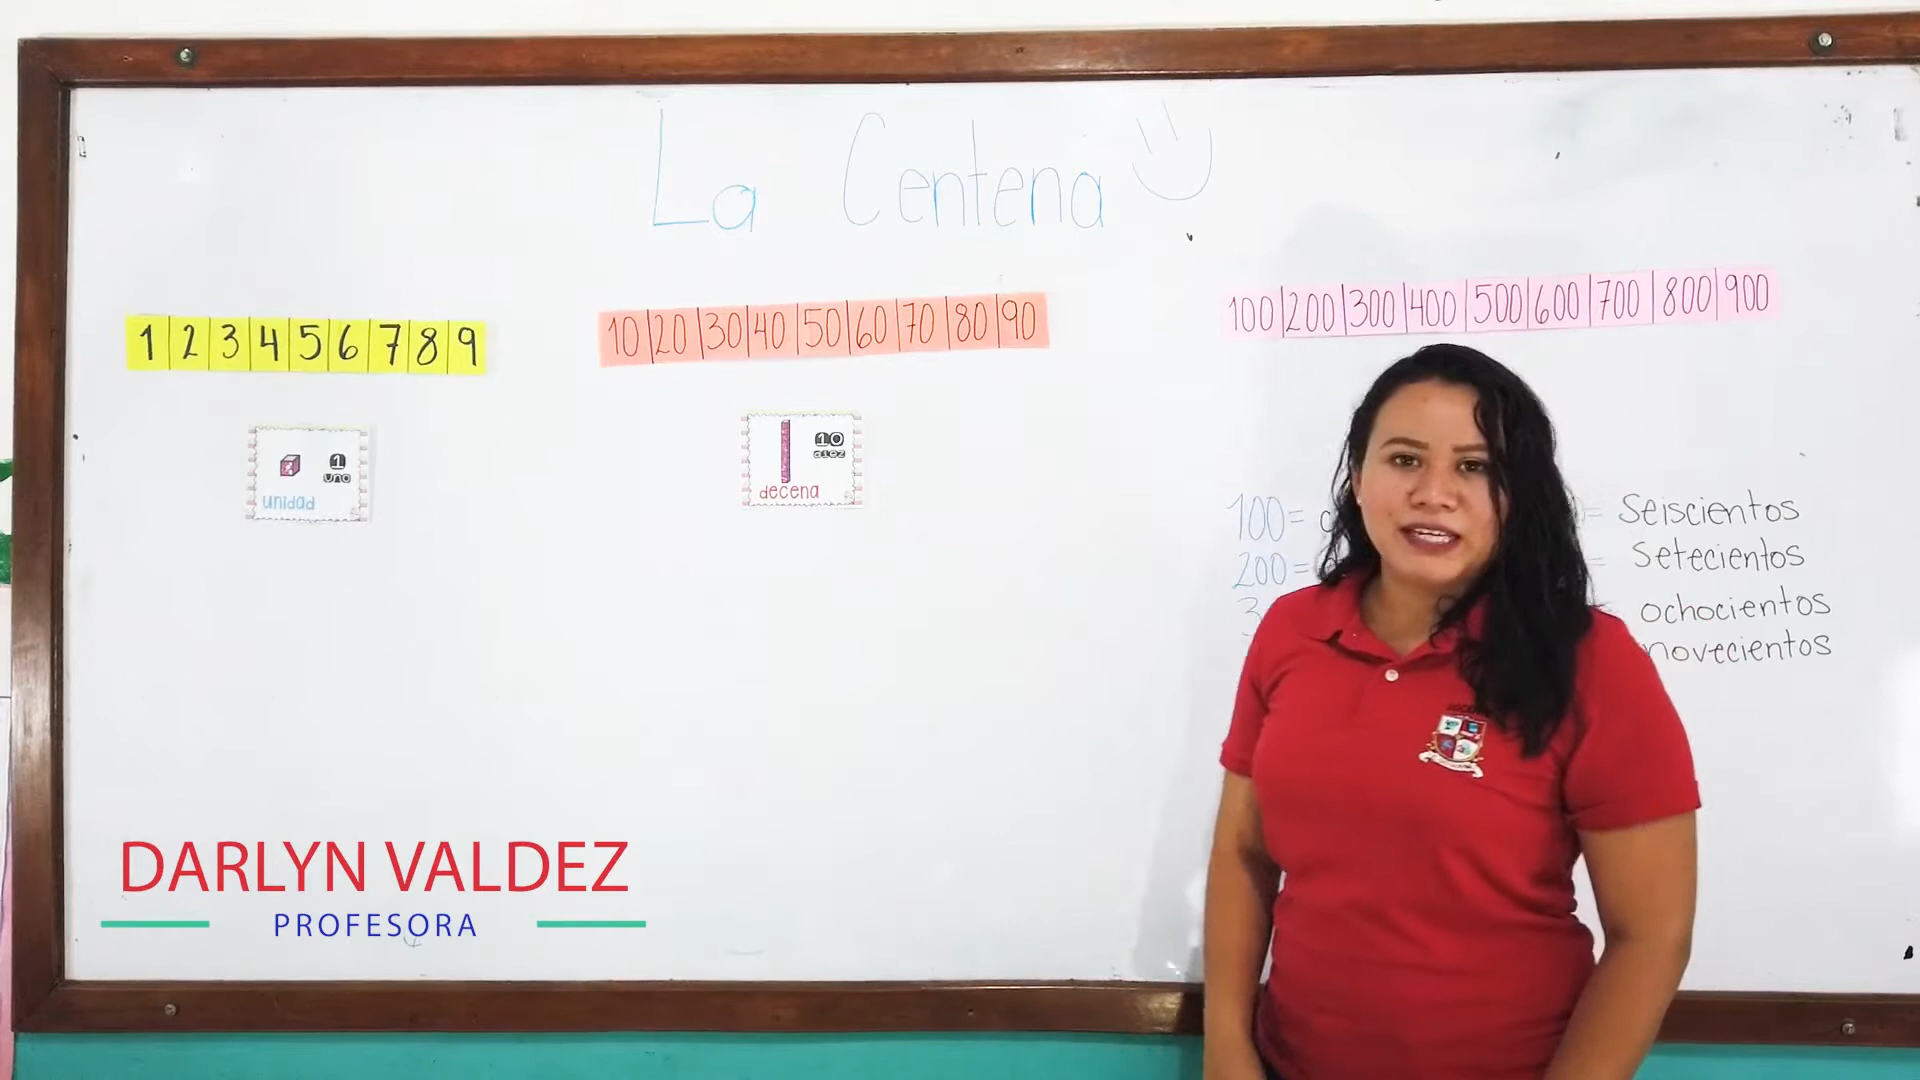 La Centena
1 2 3 4 5 6 7 8 9
10 20 30 40 50 60 70 80 90
100 200 300 400 500 600 700 800 900
1
uno
unidad
10
diez
decena
100 =
= Seiscientos
200 =
= Setecientos
= ochocientos
novecientos
DARLYN VALDEZ
PROFESORA